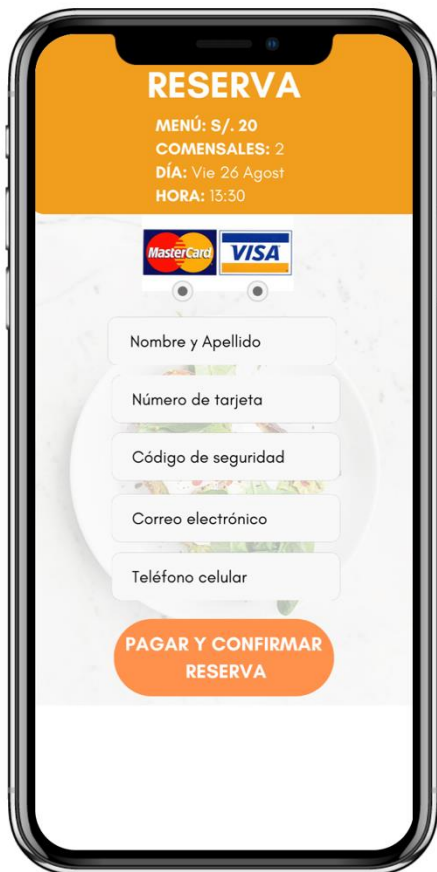 RESERVA
MENÚ: S/. 20
COMENSALES: 2
DÍA: Vie 26 Agost
HORA: 13:30
MasterCard VISA
Nombre y Apellido
Número de tarjeta
Código de seguridad
Correo electrónico
Teléfono celular
PAGAR Y CONFIRMAR
RESERVA